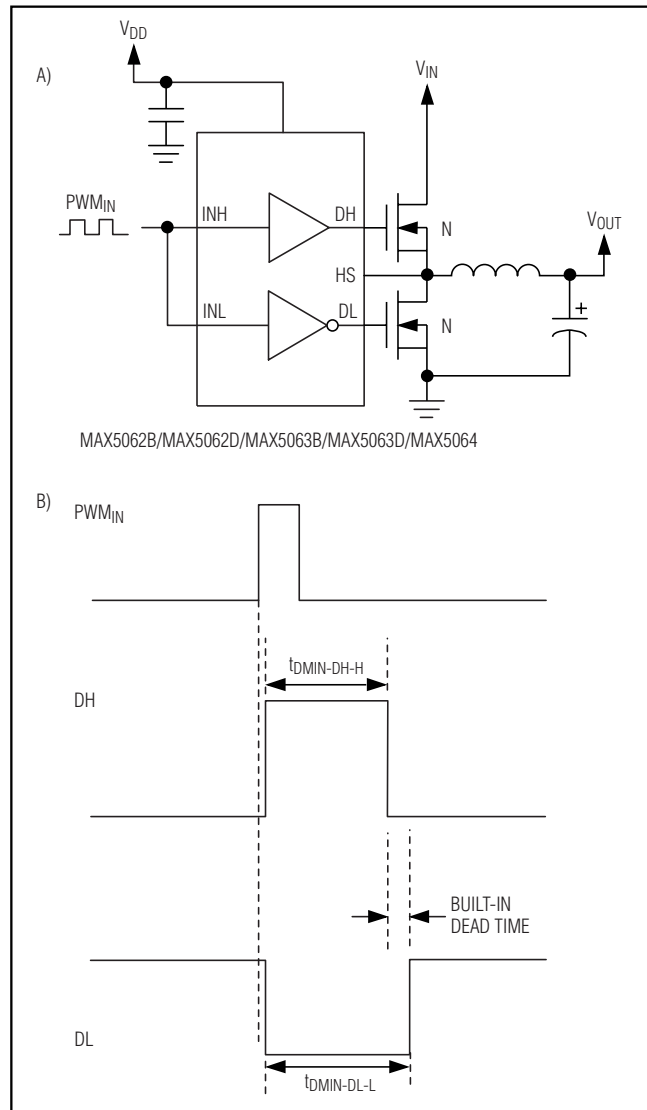 A)
VDD
VIN
PWMIN
INH
DH
N
VOUT
HS
INL
DL
N
+
MAX5062B/MAX5062D/MAX5063B/MAX5063D/MAX5064
B)
PWMIN
tDMIN-DH-H
DH
BUILT-IN
DEAD TIME
DL
tDMIN-DL-L